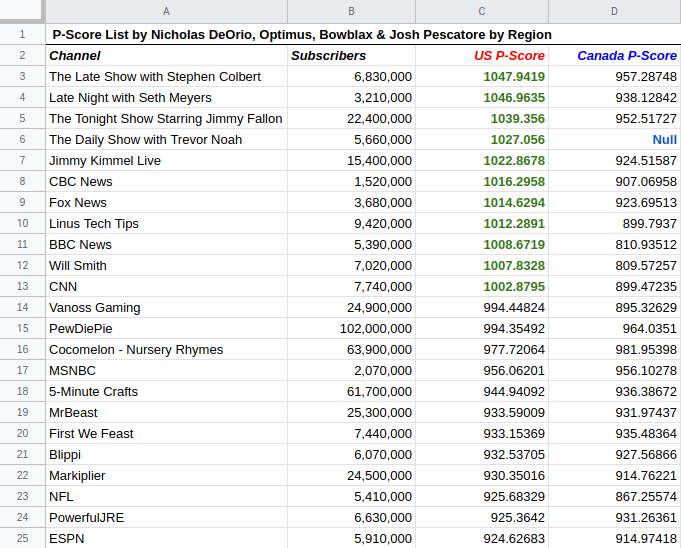 A B C D
1 P-Score List by Nicholas DeOrio, Optimus, Bowblax & Josh Pescatore by Region
2 Channel Subscribers US P-Score Canada P-Score
3 The Late Show with Stephen Colbert 6,830,000 1047.9419 957.28748
4 Late Night with Seth Meyers 3,210,000 1046.9636 938.12842
5 The Tonight Show Starring Jimmy Fallon 22,400,000 1039.356 952.51727
6 The Daily Show with Trevor Noah 5,660,000 1027.056 Null
7 Jimmy Kimmel Live 15,400,000 1022.8678 924.51587
8 CBC News 1,520,000 1016.2958 907.06958
9 Fox News 3,680,000 1014.6294 923.69513
10 Linus Tech Tips 9,420,000 1012.2891 899.7937
11 BBC News 5,390,000 1008.6719 810.93512
12 Will Smith 7,020,000 1007.8328 809.57257
13 CNN 7,740,000 1002.8795 899.47235
14 Vanoss Gaming 24,900,000 994.44824 895.32629
15 PewDiePie 102,000,000 994.35492 964.0351
16 Cocomelon - Nursery Rhymes 63,900,000 977.72064 981.95398
17 MSNBC 2,070,000 956.06201 956.10278
18 5-Minute Crafts 61,700,000 944.94092 936.38672
19 MrBeast 25,300,000 933.59009 931.97437
20 First We Feast 7,440,000 933.15369 935.48364
21 Blippi 6,070,000 932.53705 927.56866
22 Markiplier 24,500,000 930.35016 914.76221
23 NFL 5,410,000 925.68329 867.25574
24 PowerfulJRE 6,630,000 925.3642 931.26361
25 ESPN 5,910,000 924.62683 914.97418